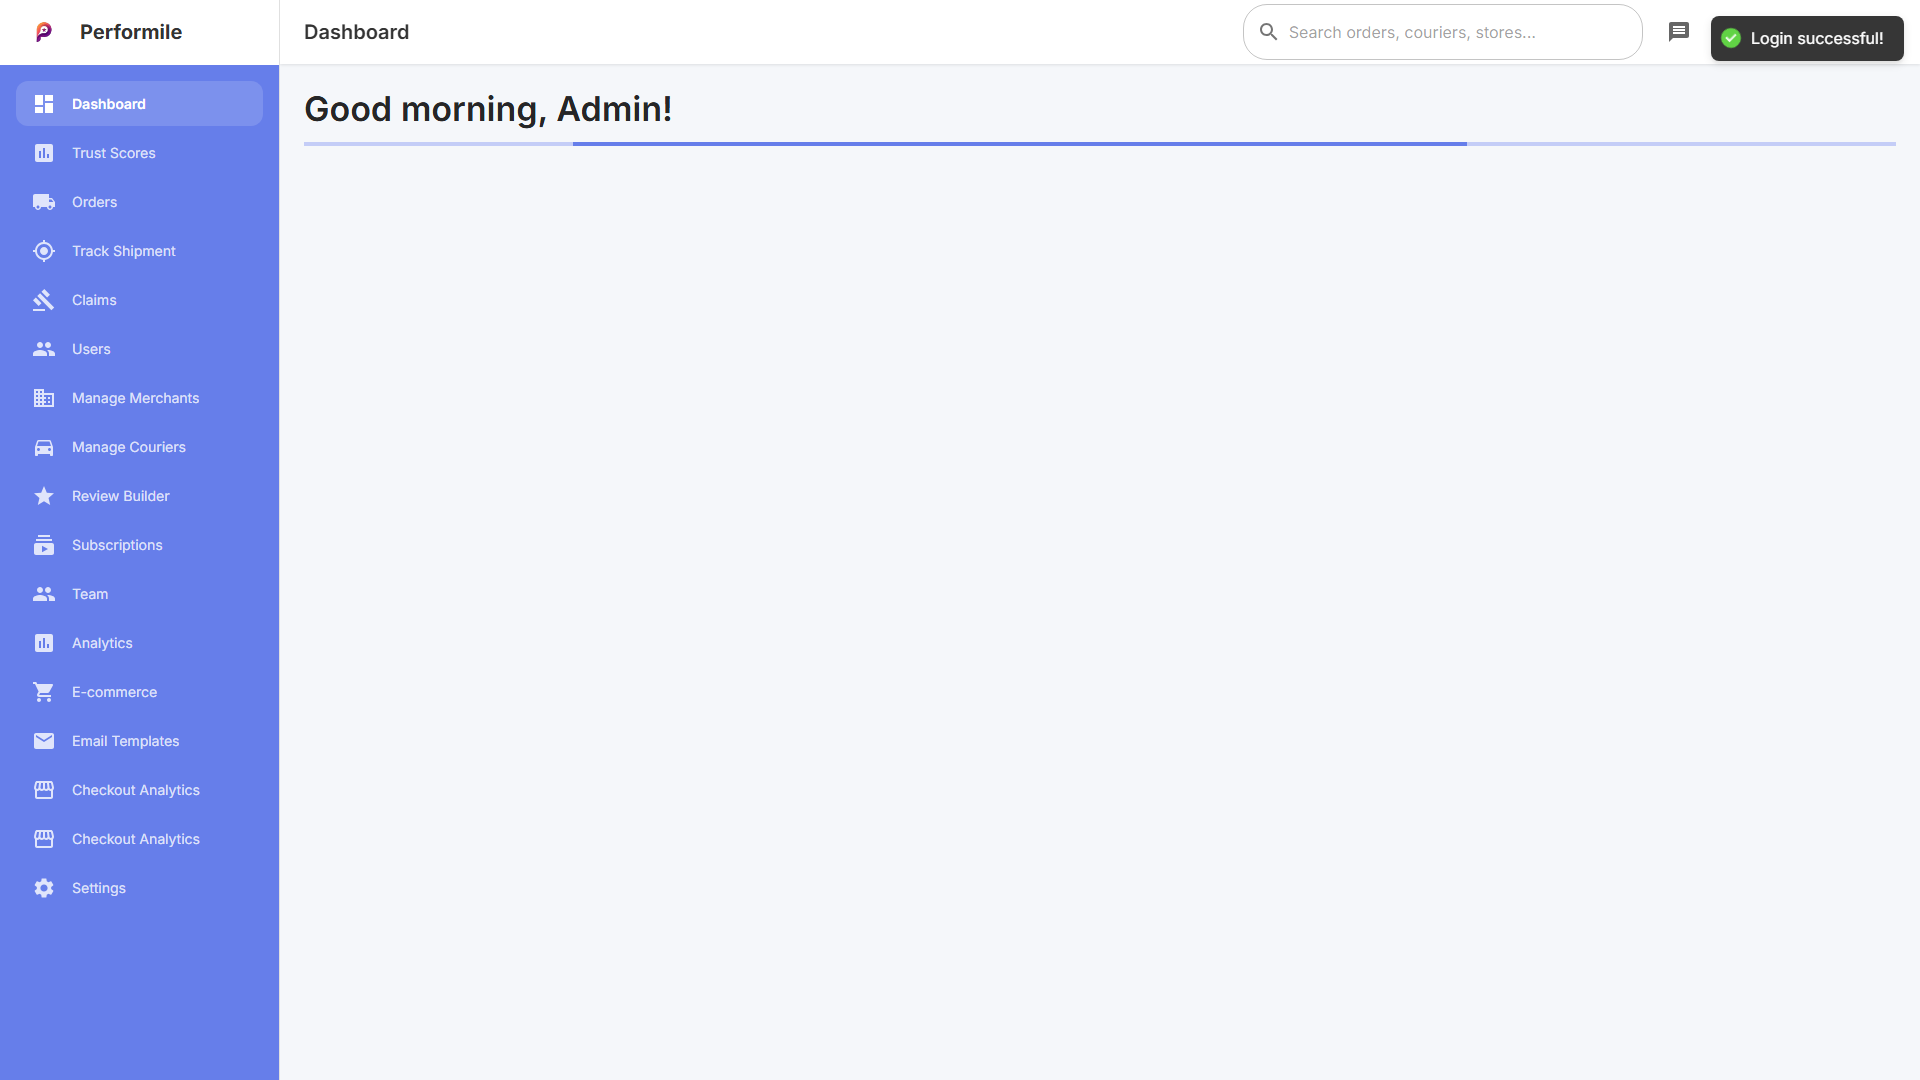 Performile
Dashboard
Search orders, couriers, stores...
Login successful!
Dashboard
Trust Scores
Orders
Track Shipment
Claims
Users
Manage Merchants
Manage Couriers
Review Builder
Subscriptions
Team
Analytics
E-commerce
Email Templates
Checkout Analytics
Checkout Analytics
Settings
Good morning, Admin!